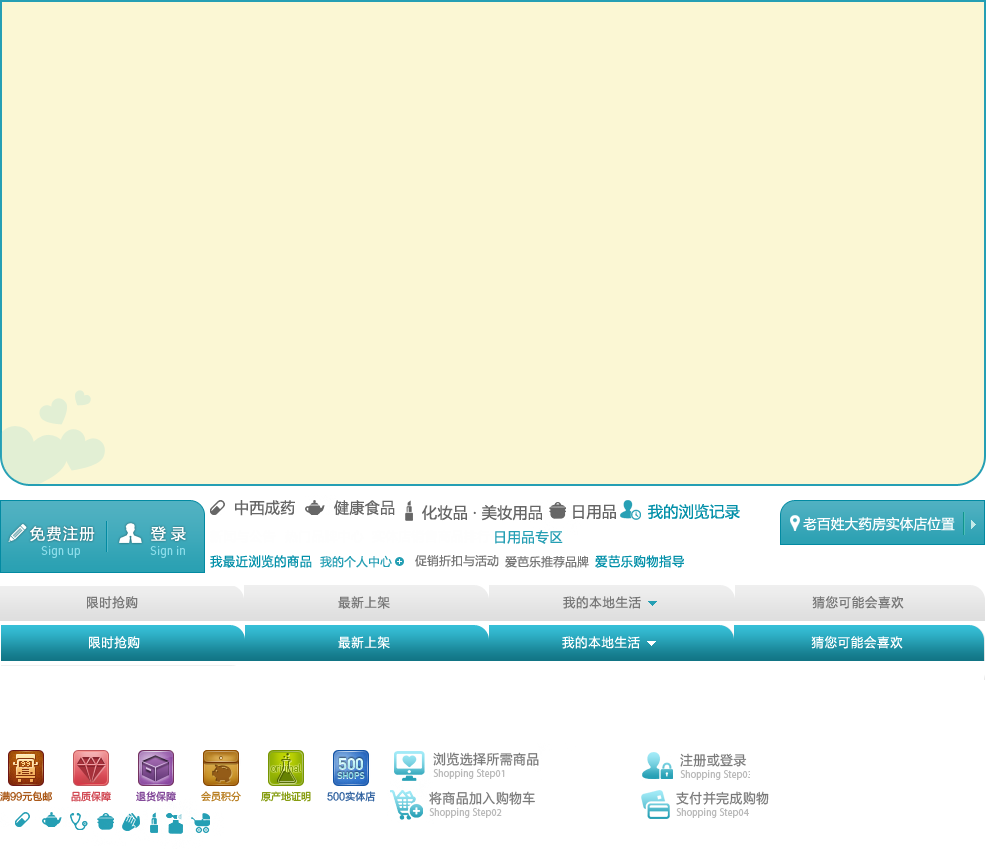 中西成药 健康食品 化妆品 · 美妆用品 日用品 我的浏览记录
免费注册 登 录 老百姓大药房实体店位置
Sign up Sign in
日用品专区
我最近浏览的商品 我的个人中心 促销折扣与活动 爱芭乐推荐品牌 爱芭乐购物指导
限时抢购 最新上架 我的本地生活 猜您可能会喜欢
限时抢购 最新上架 我的本地生活 猜您可能会喜欢
500
SHOPS
original
浏览选择所需商品 注册或登录
Shopping Step01 Shopping Step03
满99元包邮 品质保障 退货保障 会员积分 原产地证明 500实体店
将商品加入购物车 支付并完成购物
Shopping Step02 Shopping Step04